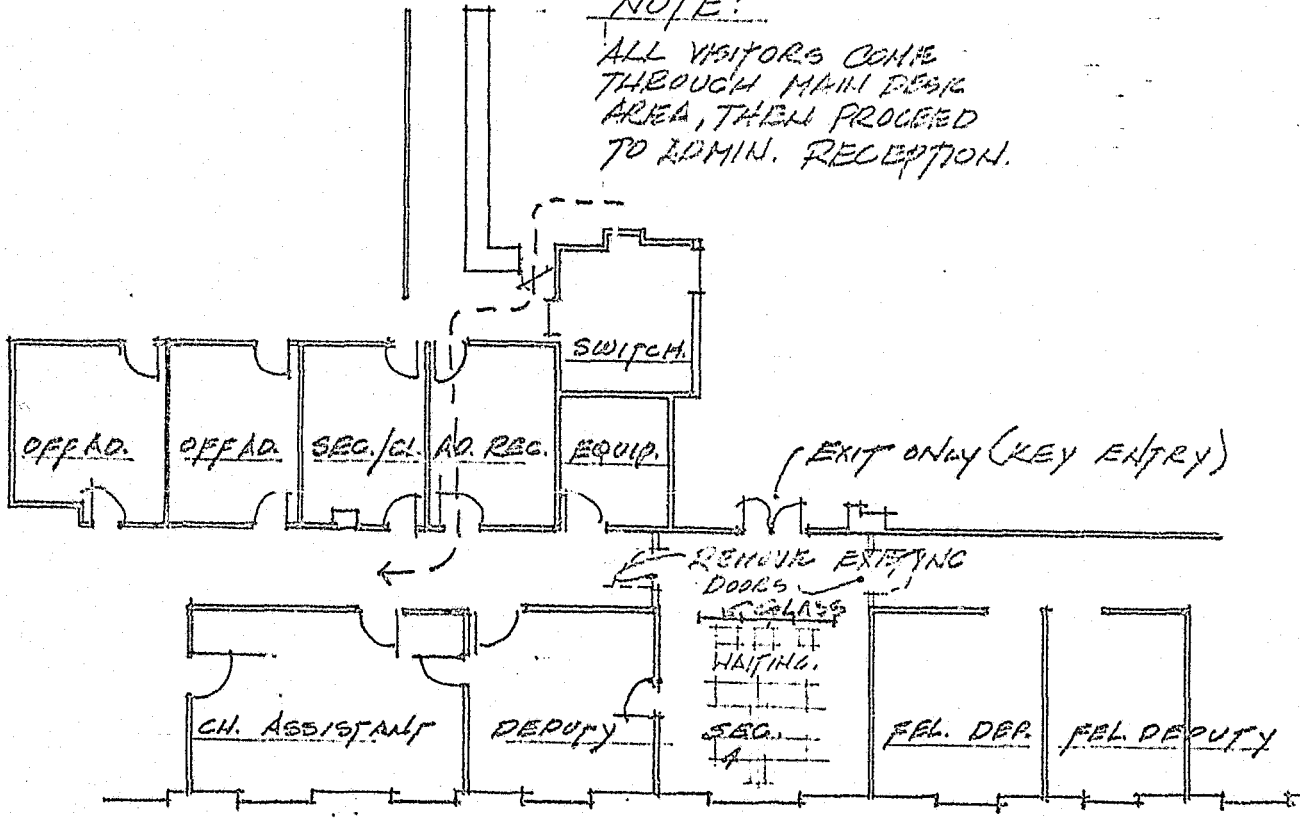 NOTE:
ALL VISITORS COME
THROUGH MAIN DESK
AREA, THEN PROCEED
TO ADMIN. RECEPTION.
SWITCH.
OFF AD.
OFF AD.
SEC./CL.
AD. REC.
EQUIP.
EXIT ONLY (KEY ENTRY)
REMOVE EXISTING
DOORS
GLASS
WAITING.
CH. ASSISTANT
DEPUTY
SEC.
FEL. DEP.
FEL. DEPUTY